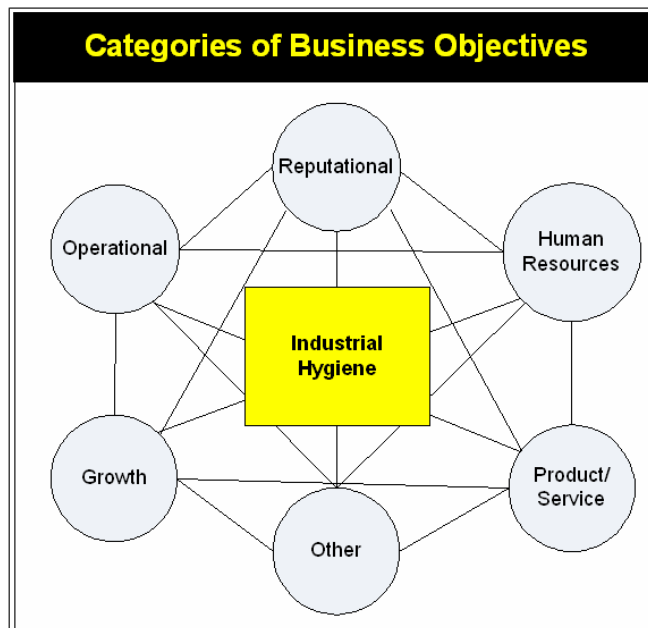 Categories of Business Objectives
Reputational
Operational
Human
Resources
Industrial
Hygiene
Growth
Product/
Service
Other